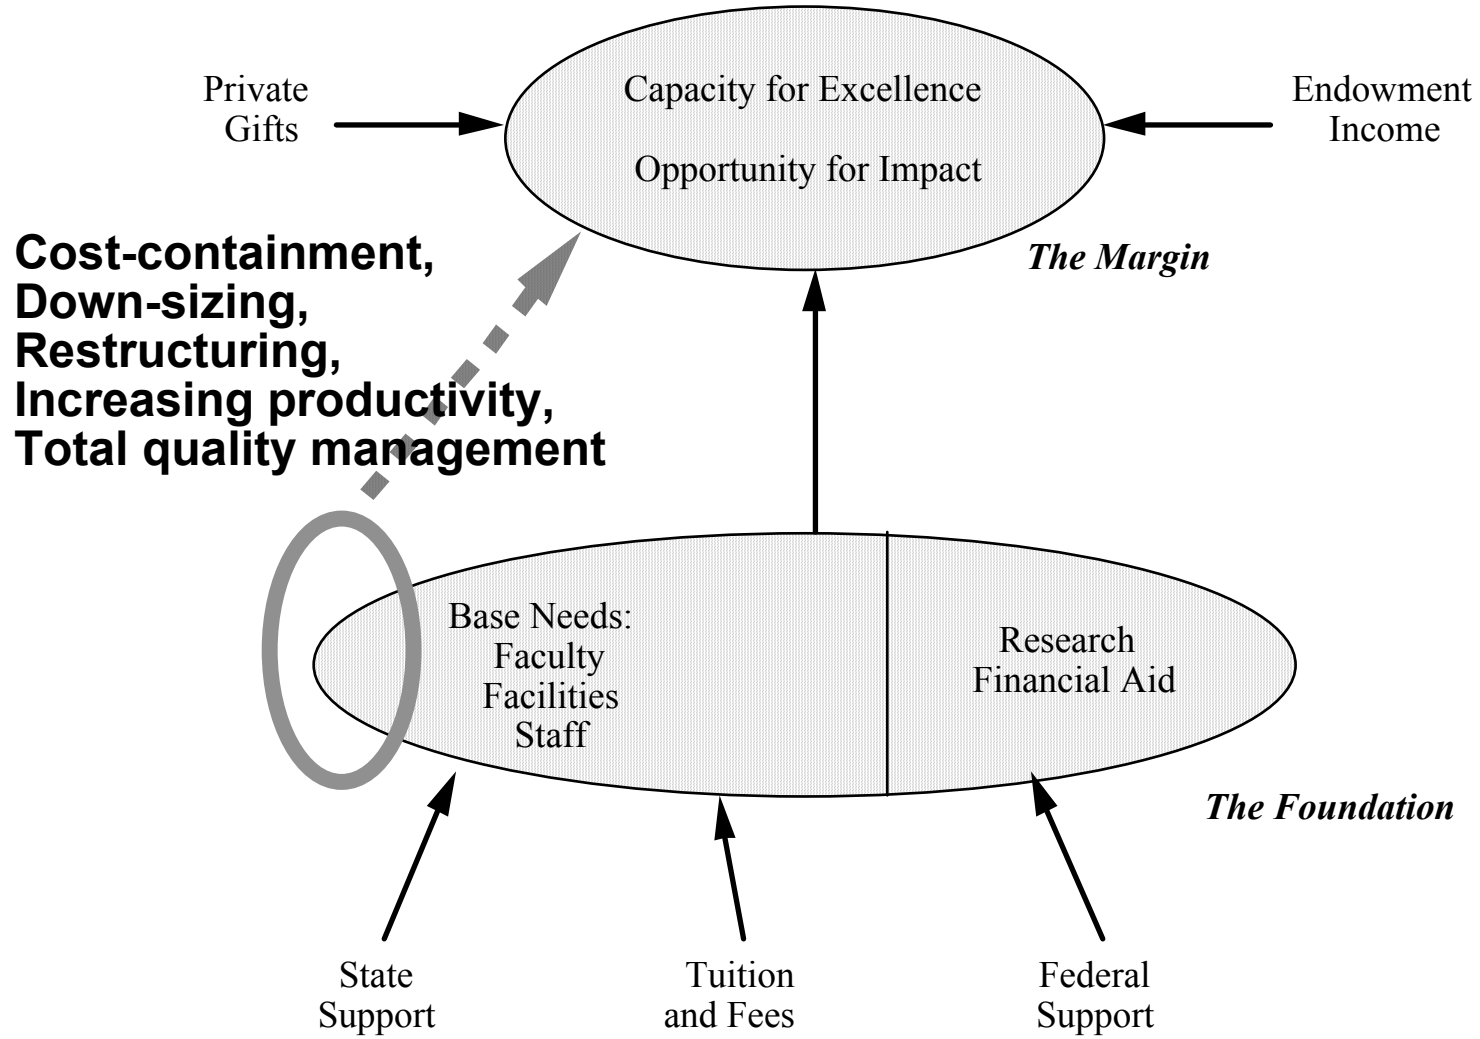 Private
Gifts
Capacity for Excellence
Opportunity for Impact
Endowment
Income
The Margin
Cost-containment,
Down-sizing,
Restructuring,
Increasing productivity,
Total quality management
Base Needs:
Faculty
Facilities
Staff
Research
Financial Aid
The Foundation
State
Support
Tuition
and Fees
Federal
Support